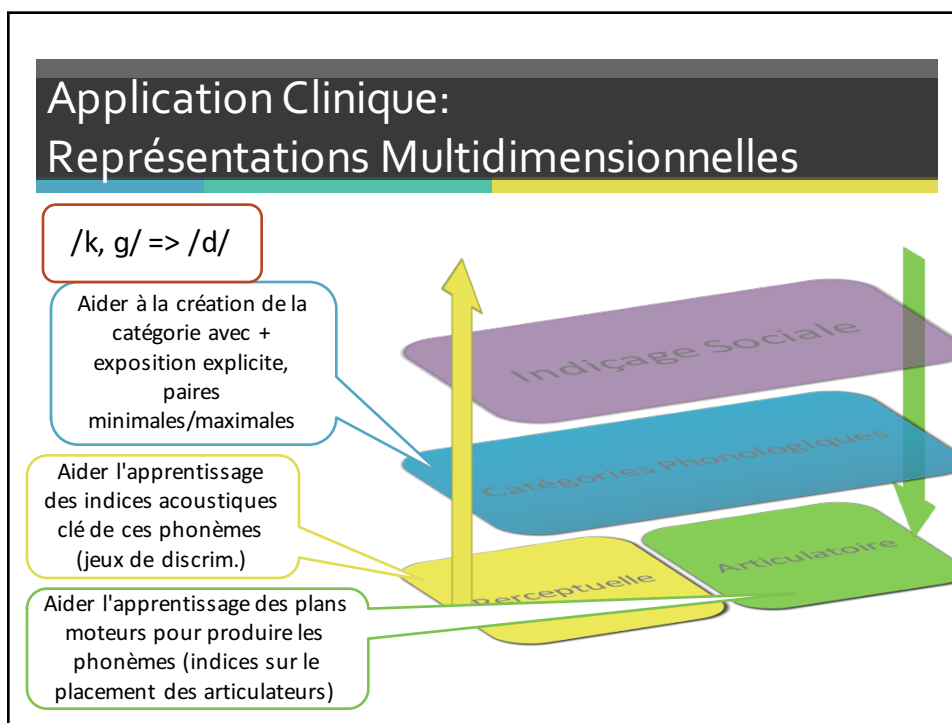 Application Clinique:
Représentations Multidimensionnelles
/k, g/ => /d/
Aider à la création de la
catégorie avec +
exposition explicite,
paires
minimales/maximales
Aider l'apprentissage
des indices acoustiques
clé de ces phonèmes
(jeux de discrim.)
Aider l'apprentissage des plans
moteurs pour produire les
phonèmes (indices sur le
placement des articulateurs)
Indiçage Sociale
Catégories Phonologiques
Perceptuelle
Articulatoire